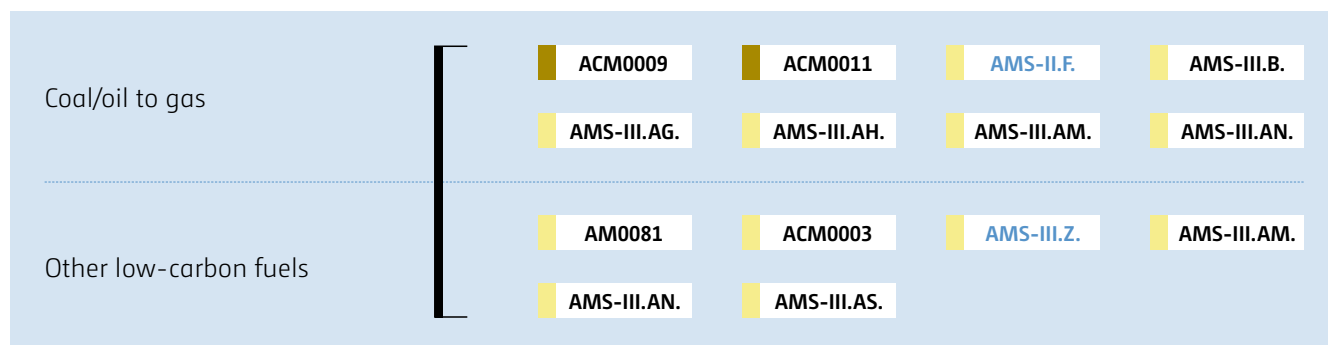 Coal/oil to gas
ACM0009 ACM0011 AMS-II.F. AMS-III.B.
AMS-III.AG. AMS-III.AH. AMS-III.AM. AMS-III.AN.
Other low-carbon fuels
AM0081 ACM0003 AMS-III.Z. AMS-III.AM.
AMS-III.AN. AMS-III.AS.